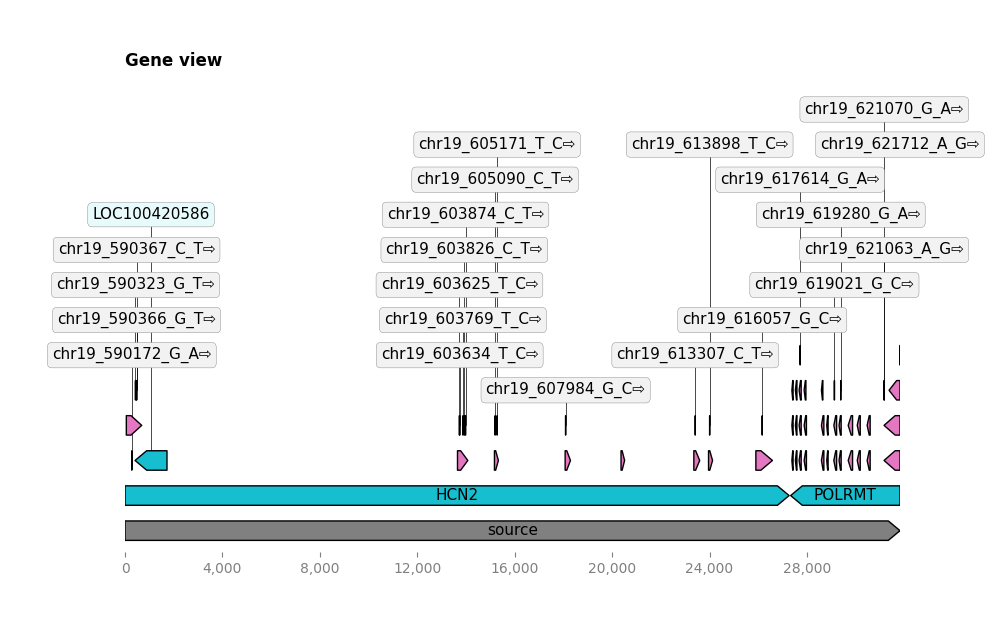 Gene view
chr19_621070_G_A⇨
chr19_605171_T_C⇨
chr19_613898_T_C⇨
chr19_621712_A_G⇨
chr19_605090_C_T⇨
chr19_617614_G_A⇨
LOC100420586
chr19_603874_C_T⇨
chr19_619280_G_A⇨
chr19_590367_C_T⇨
chr19_603826_C_T⇨
chr19_621063_A_G⇨
chr19_590323_G_T⇨
chr19_603625_T_C⇨
chr19_619021_G_C⇨
chr19_590366_G_T⇨
chr19_603769_T_C⇨
chr19_616057_G_C⇨
chr19_590172_G_A⇨
chr19_603634_T_C⇨
chr19_613307_C_T⇨
chr19_607984_G_C⇨
HCN2
POLRMT
source
0
4,000
8,000
12,000
16,000
20,000
24,000
28,000